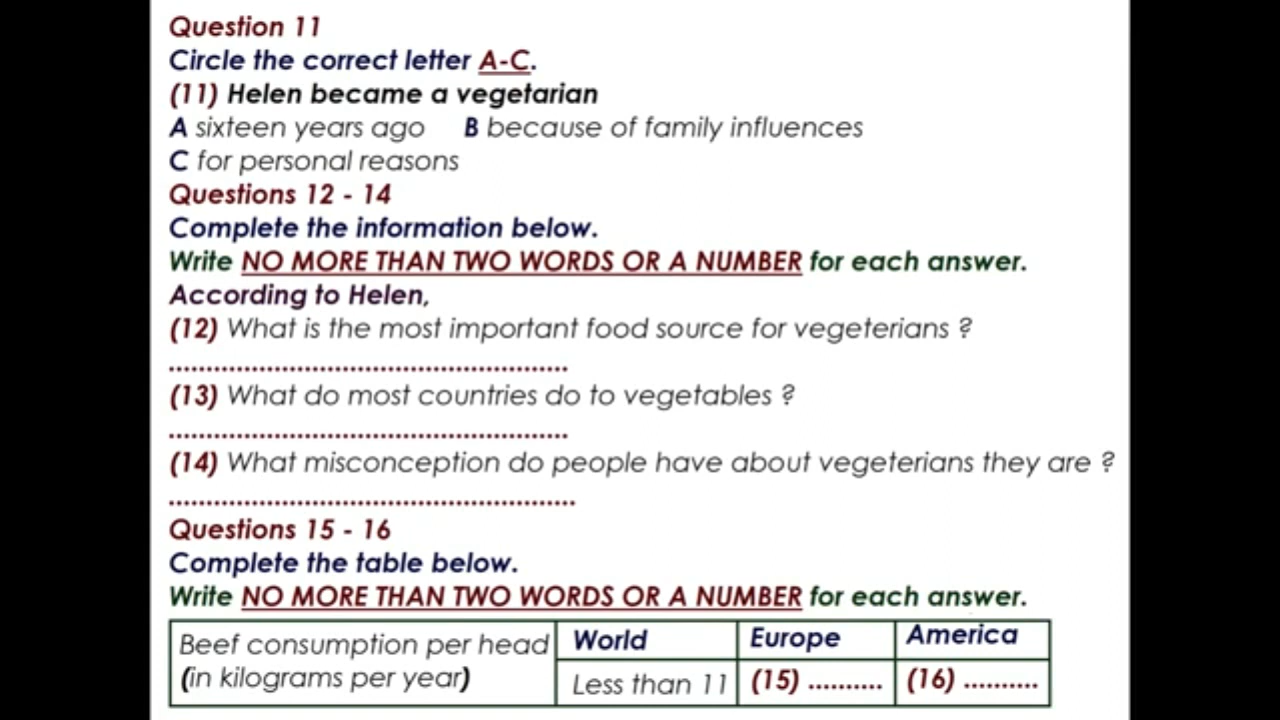 Question 11
Circle the correct letter A-C.
(11) Helen became a vegetarian
A sixteen years ago B because of family influences
C for personal reasons
Questions 12 - 14
Complete the information below.
Write NO MORE THAN TWO WORDS OR A NUMBER for each answer.
According to Helen,
(12) What is the most important food source for vegeterians ?
......................................................
(13) What do most countries do to vegetables ?
......................................................
(14) What misconception do people have about vegeterians they are ?
.......................................................
Questions 15 - 16
Complete the table below.
Write NO MORE THAN TWO WORDS OR A NUMBER for each answer.
Beef consumption per head World Europe America
(in kilograms per year) Less than 11 (15) .......... (16) ..........